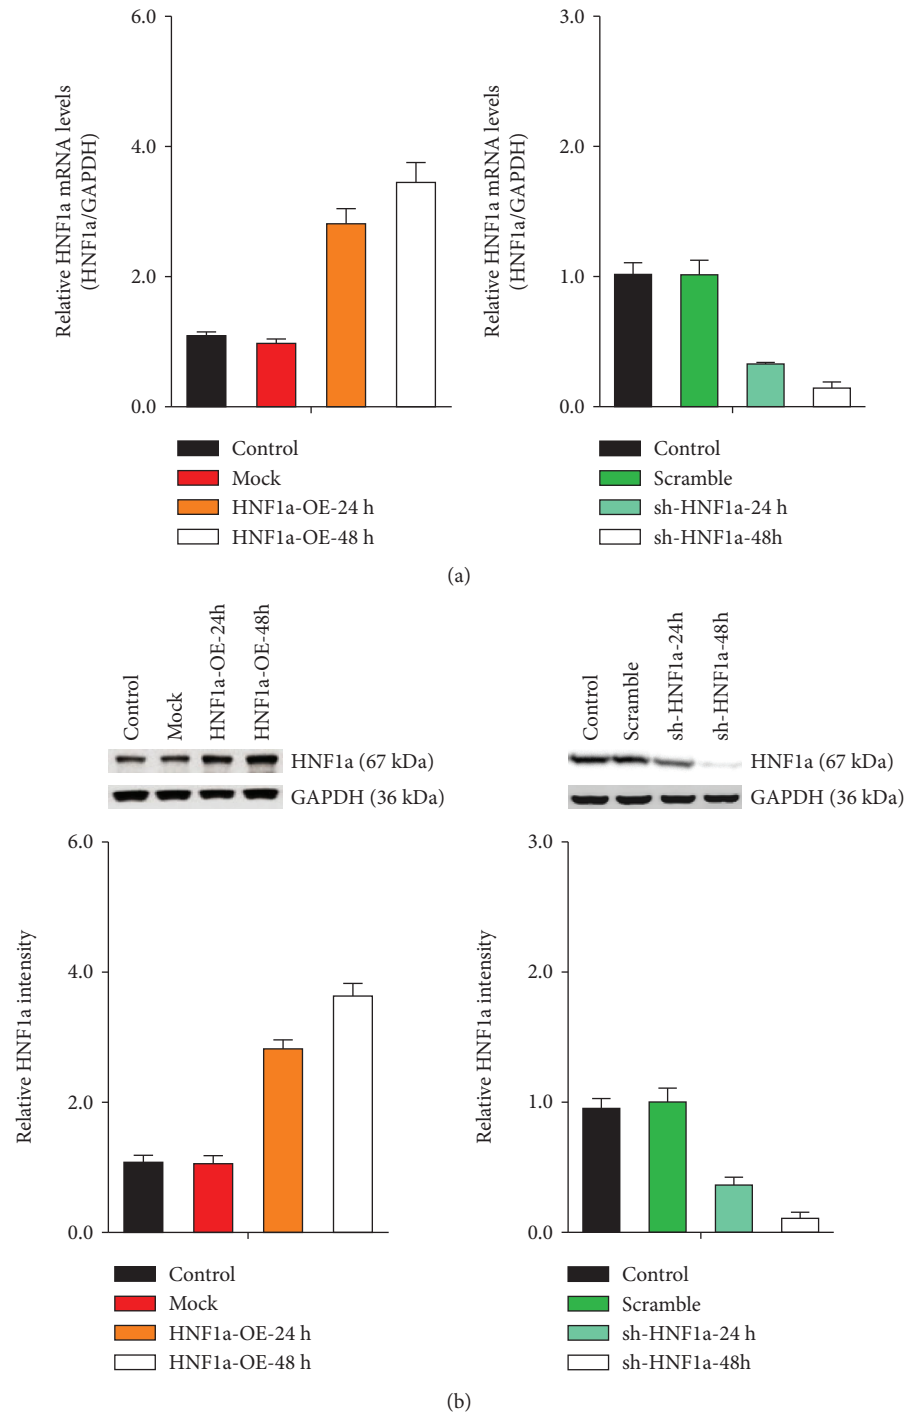 6.0
4.0
2.0
0.0
Relative HNF1a mRNA levels
(HNF1a/GAPDH)
Control
Mock
HNF1a-OE-24 h
HNF1a-OE-48 h
3.0
2.0
1.0
0.0
Relative HNF1a mRNA levels
(HNF1a/GAPDH)
Control
Scramble
sh-HNF1a-24 h
sh-HNF1a-48h
(a)
Control
Mock
HNF1a-OE-24h
HNF1a-OE-48h
HNF1a (67 kDa)
GAPDH (36 kDa)
6.0
4.0
2.0
0.0
Relative HNF1a intensity
Control
Mock
HNF1a-OE-24 h
HNF1a-OE-48 h
Control
Scramble
sh-HNF1a-24h
sh-HNF1a-48h
HNF1a (67 kDa)
GAPDH (36 kDa)
3.0
2.0
1.0
0.0
Relative HNF1a intensity
Control
Scramble
sh-HNF1a-24 h
sh-HNF1a-48h
(b)